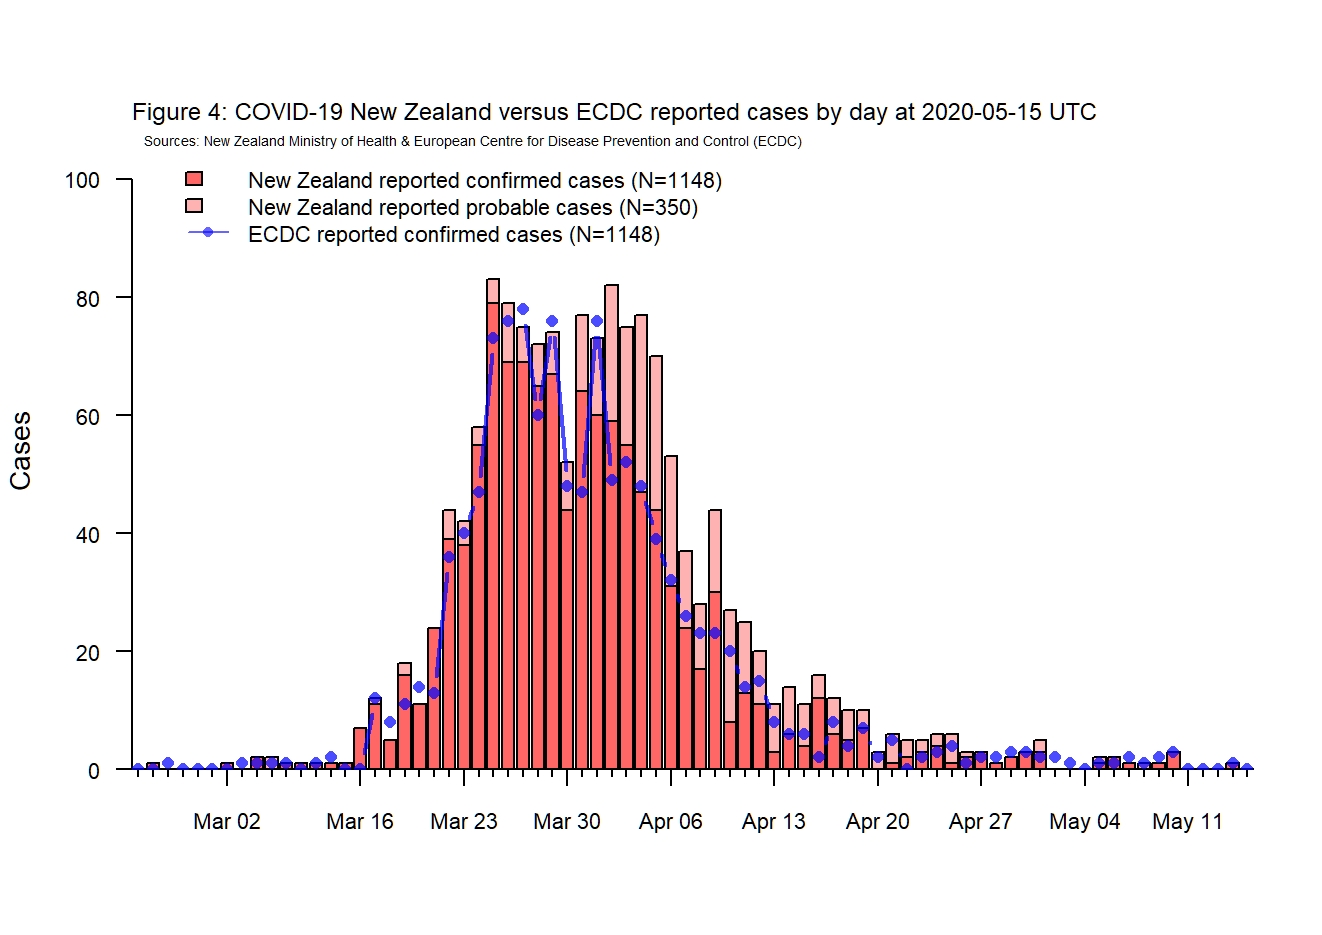 Figure 4: COVID-19 New Zealand versus ECDC reported cases by day at 2020-05-15 UTC
Sources: New Zealand Ministry of Health & European Centre for Disease Prevention and Control (ECDC)
New Zealand reported confirmed cases (N=1148)
New Zealand reported probable cases (N=350)
ECDC reported confirmed cases (N=1148)
Cases
100
80
60
40
20
0
Mar 02 Mar 16 Mar 23 Mar 30 Apr 06 Apr 13 Apr 20 Apr 27 May 04 May 11